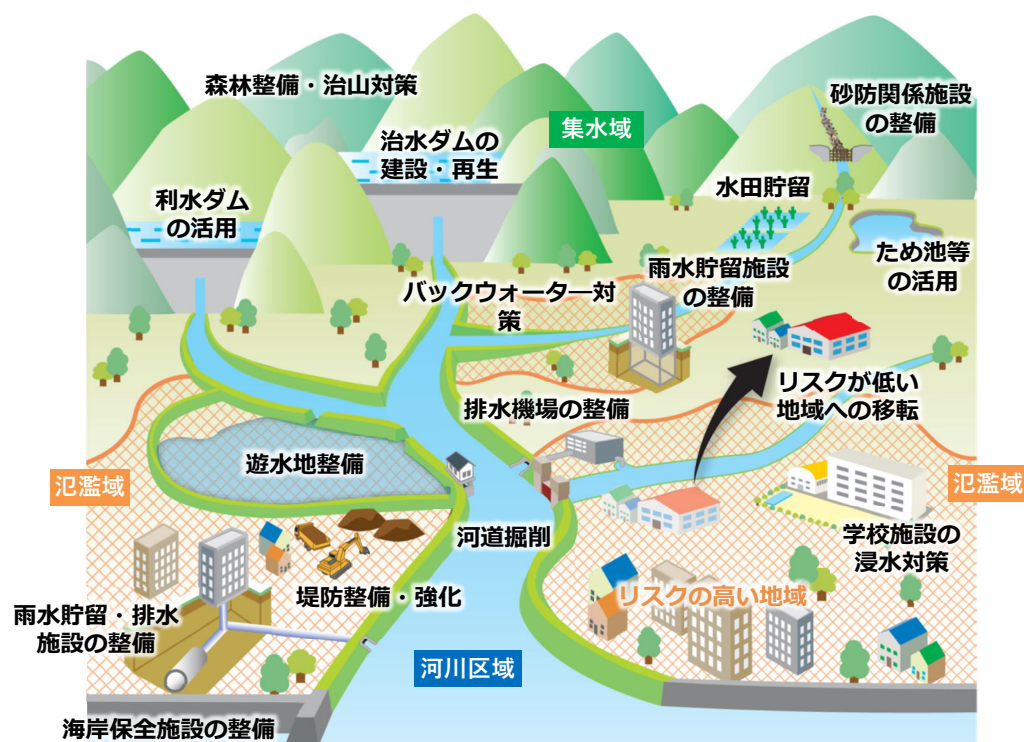 森林整備・治山対策
砂防関係施設
の整備
集水域
治水ダムの
建設・再生
水田貯留
利水ダム
の活用
ため池等
の活用
雨水貯留施設
の整備
バックウォーター対
策
リスクが低い
地域への移転
排水機場の整備
遊水地整備
氾濫域
氾濫域
河道掘削
学校施設の
浸水対策
堤防整備・強化
リスクの高い地域
雨水貯留・排水
施設の整備
河川区域
海岸保全施設の整備